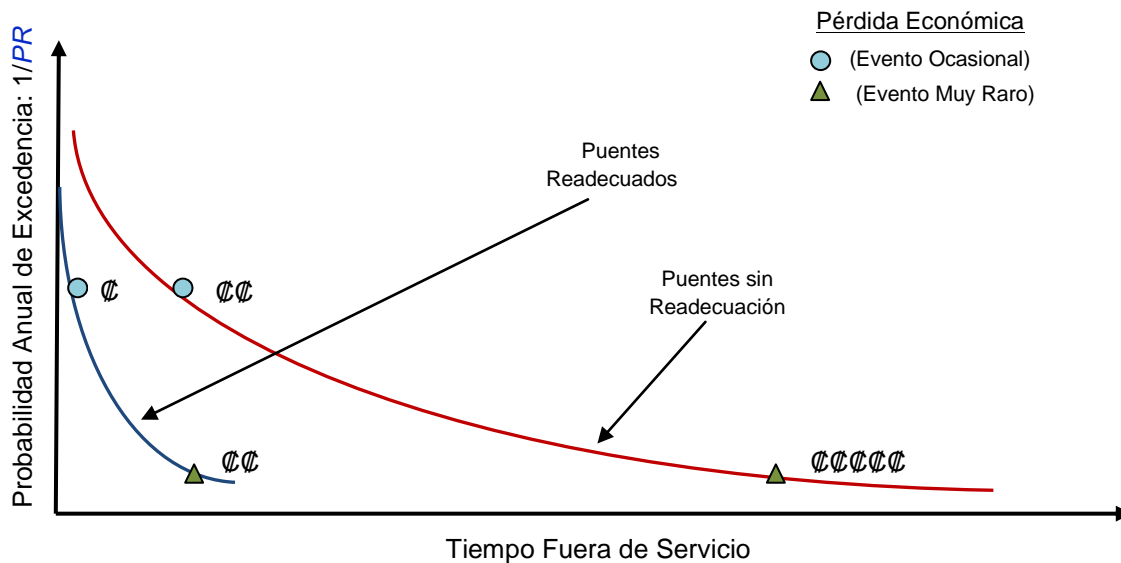 Pérdida Económica
(Evento Ocasional)
(Evento Muy Raro)
Probabilidad Anual de Excedencia: 1/PR
Puentes
Readecuados
Puentes sin
Readecuación
₡
₡₡
₡₡
₡₡₡₡₡
Tiempo Fuera de Servicio